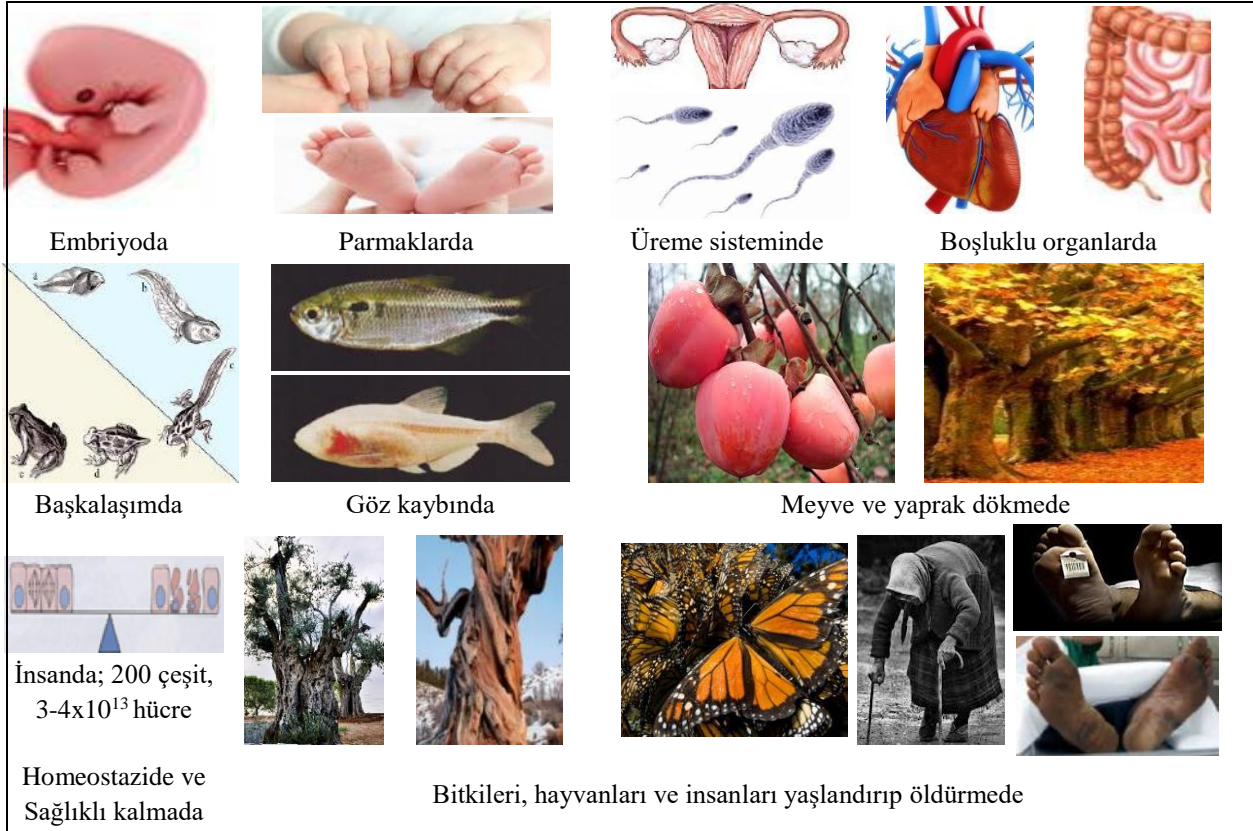 Embriyoda
Parmaklarda
Üreme sisteminde
Boşluklu organlarda
a
b
c
d
e
Başkalaşımda
Göz kaybında
Meyve ve yaprak dökmede
İnsanda; 200 çeşit,
3-4x10¹³ hücre
Homeostazide ve
Sağlıklı kalmada
Bitkileri, hayvanları ve insanları yaşlandırıp öldürmede